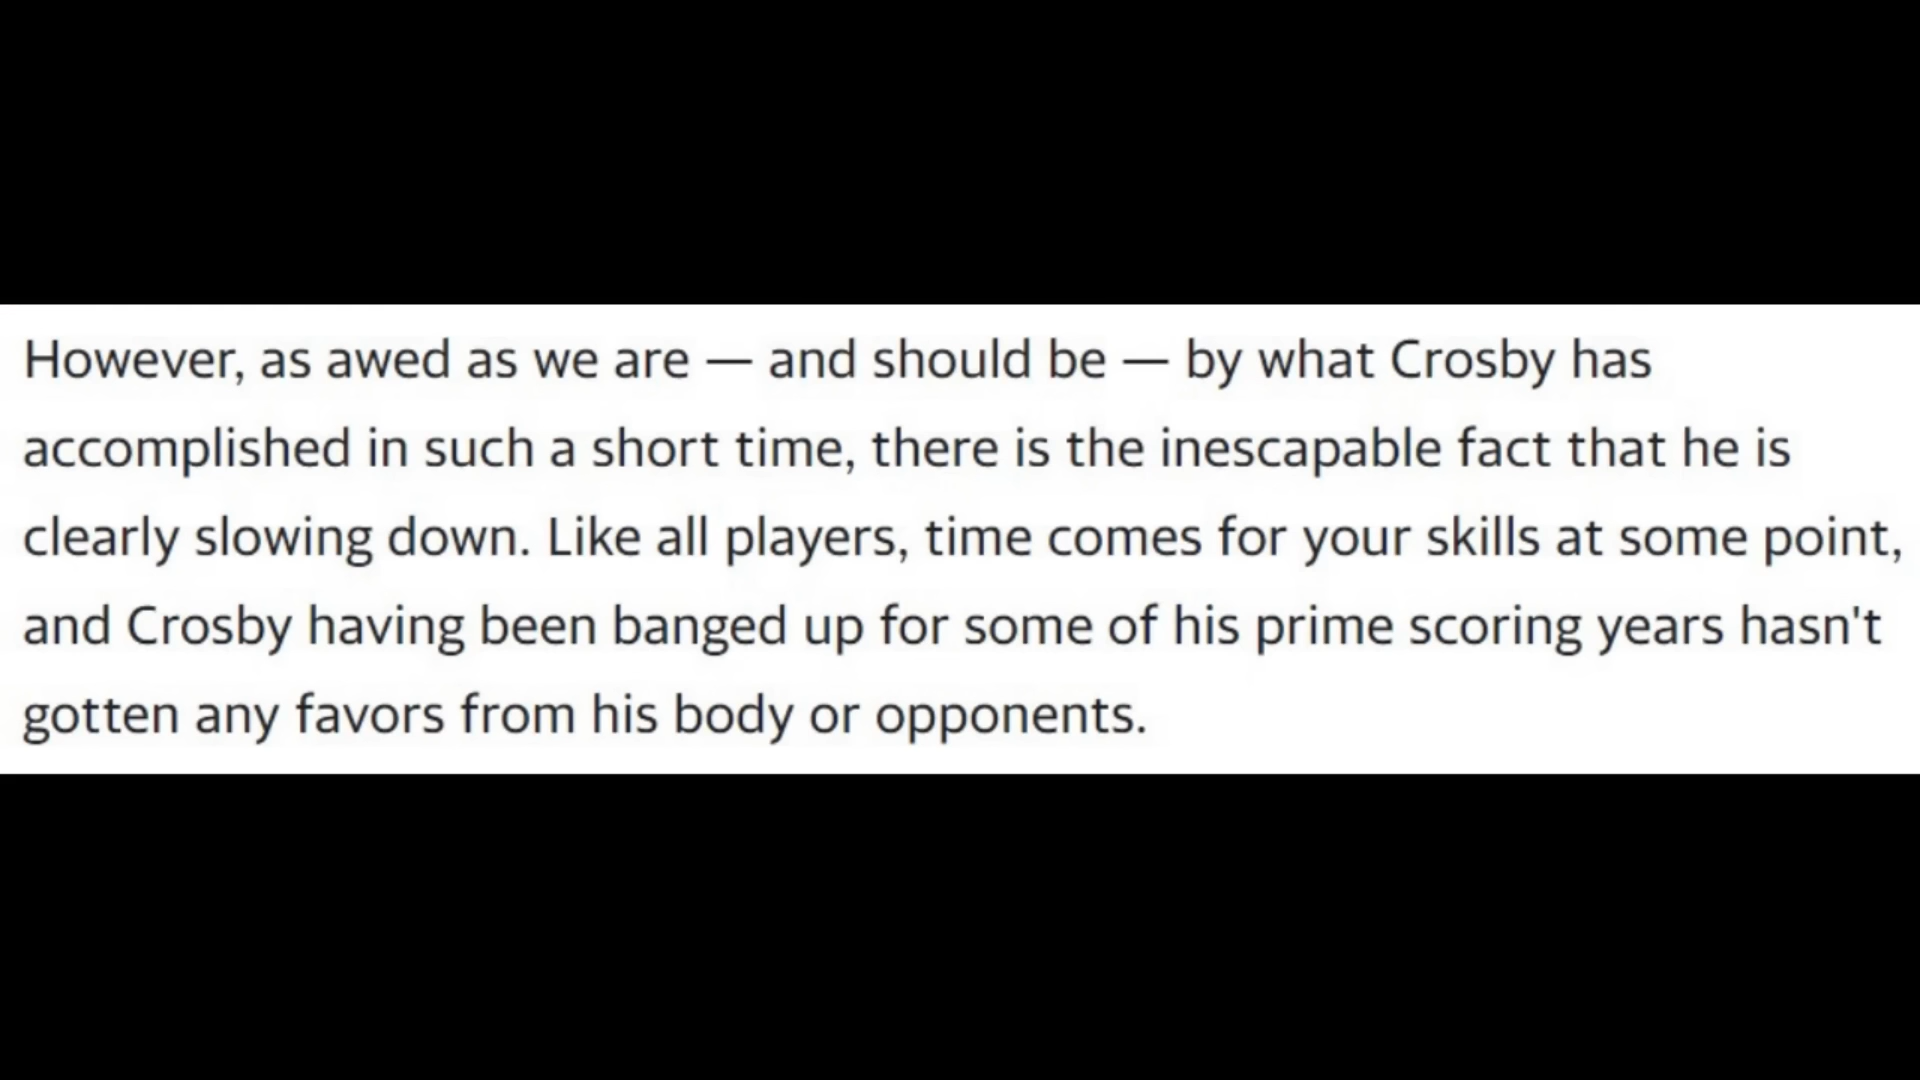 However, as awed as we are — and should be — by what Crosby has
accomplished in such a short time, there is the inescapable fact that he is
clearly slowing down. Like all players, time comes for your skills at some point,
and Crosby having been banged up for some of his prime scoring years hasn't
gotten any favors from his body or opponents.